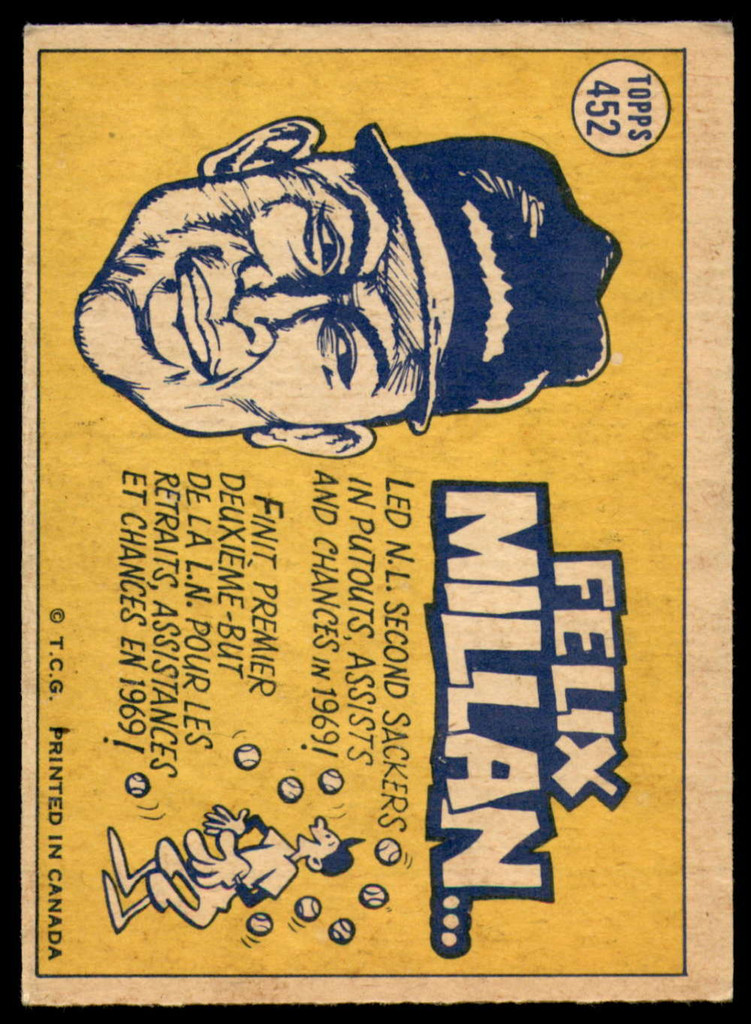 TOPPS
452
FELIX
MILLAN...
LED N.L. SECOND SACKERS
IN PUTOUTS, ASSISTS
AND CHANCES IN 1969!
FINIT PREMIER
DEUXIÈME-BUT
DE LA L.N. POUR LES
RETRAITS, ASSISTANCES
ET CHANCES EN 1969!
© T.C.G. PRINTED IN CANADA